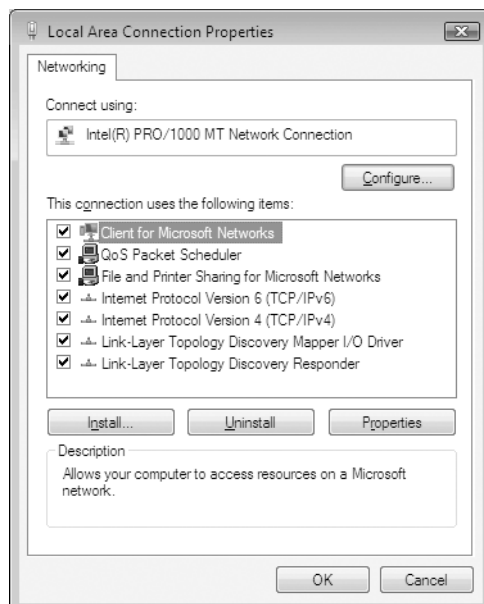 Local Area Connection Properties
Networking
Connect using:
Intel(R) PRO/1000 MT Network Connection
Configure...
This connection uses the following items:
Client for Microsoft Networks
QoS Packet Scheduler
File and Printer Sharing for Microsoft Networks
Internet Protocol Version 6 (TCP/IPv6)
Internet Protocol Version 4 (TCP/IPv4)
Link-Layer Topology Discovery Mapper I/O Driver
Link-Layer Topology Discovery Responder
Install... Uninstall Properties
Description
Allows your computer to access resources on a Microsoft
network.
OK Cancel